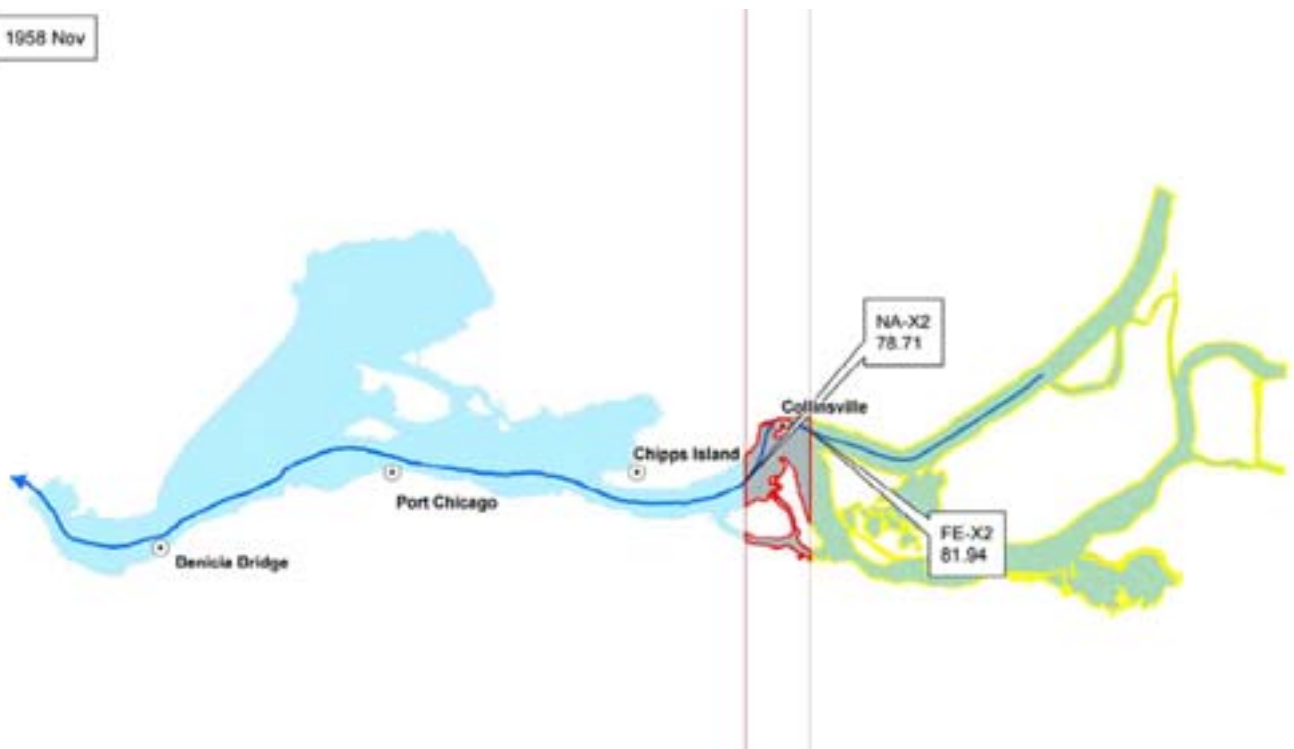 1958 Nov
NA-X2
78.71
Collinsville
Chipps Island
Port Chicago
FE-X2
81.94
Benicia Bridge